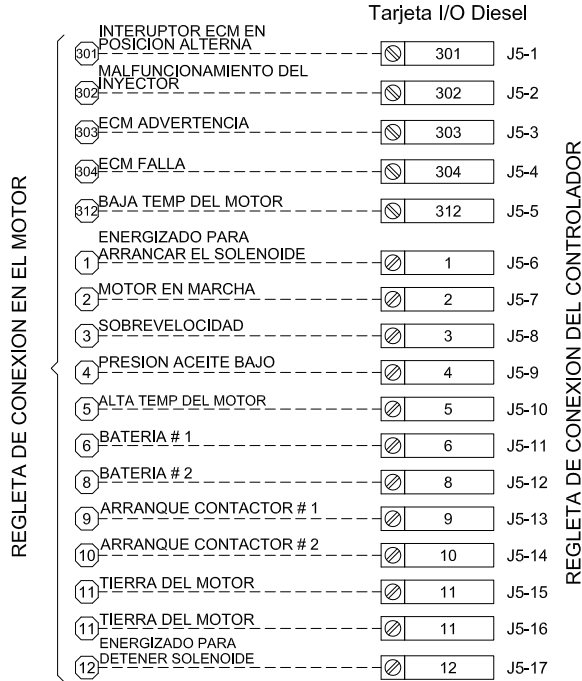 Tarjeta I/O Diesel
REGLETA DE CONEXION EN EL MOTOR
REGLETA DE CONEXION DEL CONTROLADOR
INTERUPTOR ECM EN
POSICION ALTERNA
301 301 J5-1
MALFUNCIONAMIENTO DEL
INYECTOR
302 302 J5-2
303 ECM ADVERTENCIA 303 J5-3
304 ECM FALLA 304 J5-4
312 BAJA TEMP DEL MOTOR 312 J5-5
ENERGIZADO PARA
ARRANCAR EL SOLENOIDE
1 1 J5-6
2 MOTOR EN MARCHA 2 J5-7
3 SOBREVELOCIDAD 3 J5-8
4 PRESION ACEITE BAJO 4 J5-9
5 ALTA TEMP DEL MOTOR 5 J5-10
6 BATERIA # 1 6 J5-11
8 BATERIA # 2 8 J5-12
9 ARRANQUE CONTACTOR # 1 9 J5-13
10 ARRANQUE CONTACTOR # 2 10 J5-14
11 TIERRA DEL MOTOR 11 J5-15
11 TIERRA DEL MOTOR 11 J5-16
ENERGIZADO PARA
DETENER SOLENOIDE
12 12 J5-17